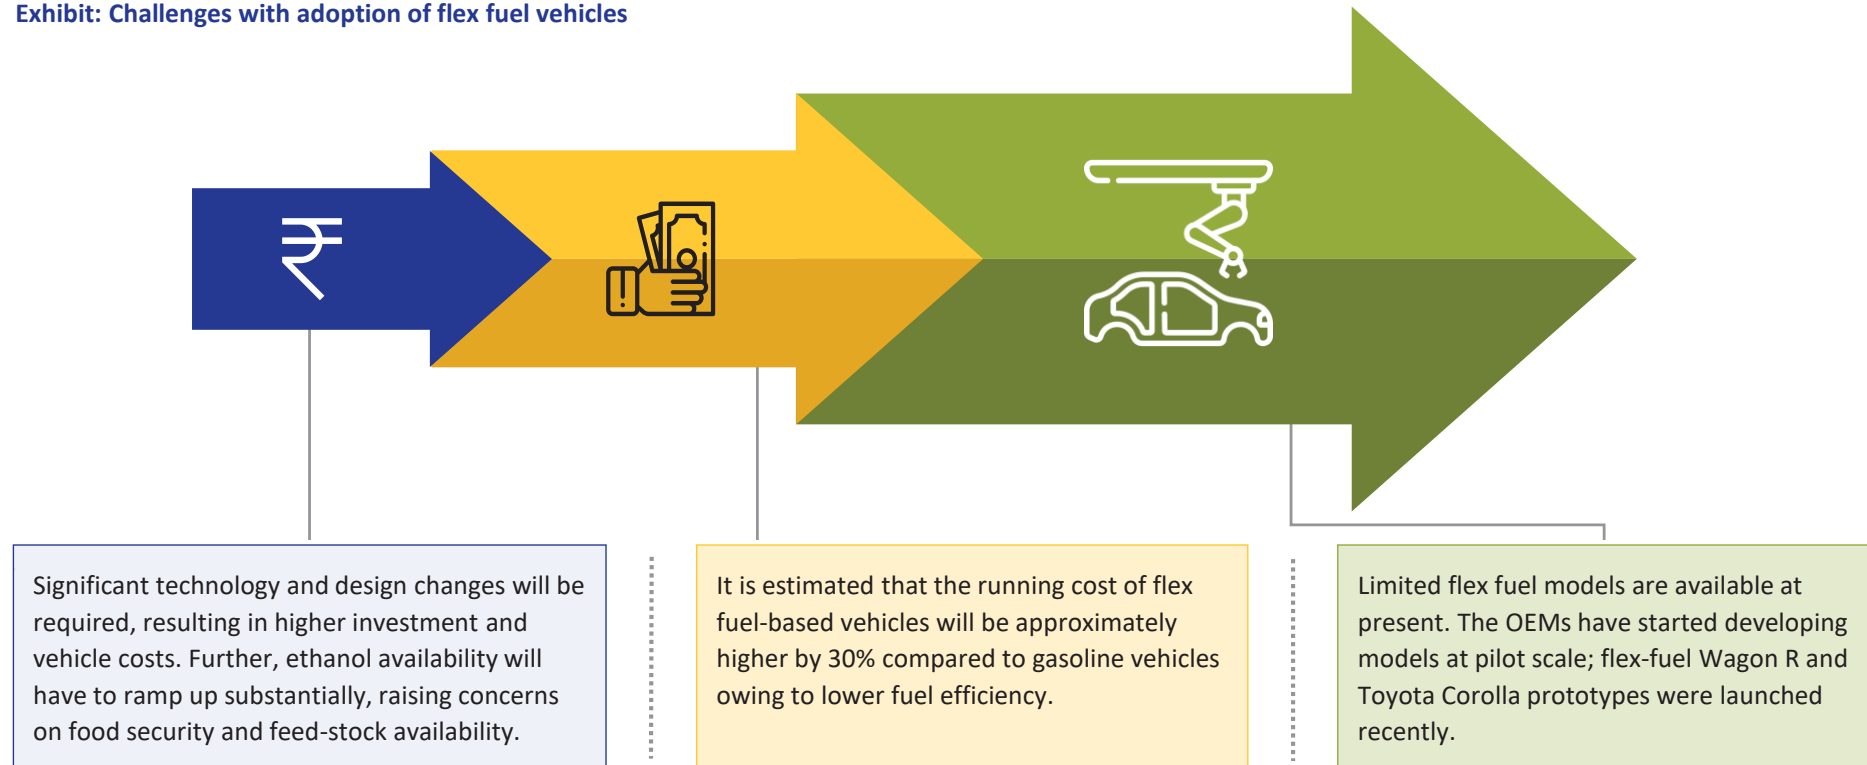 Exhibit: Challenges with adoption of flex fuel vehicles
₹
Significant technology and design changes will be
required, resulting in higher investment and
vehicle costs. Further, ethanol availability will
have to ramp up substantially, raising concerns
on food security and feed-stock availability.
It is estimated that the running cost of flex
fuel-based vehicles will be approximately
higher by 30% compared to gasoline vehicles
owing to lower fuel efficiency.
Limited flex fuel models are available at
present. The OEMs have started developing
models at pilot scale; flex-fuel Wagon R and
Toyota Corolla prototypes were launched
recently.